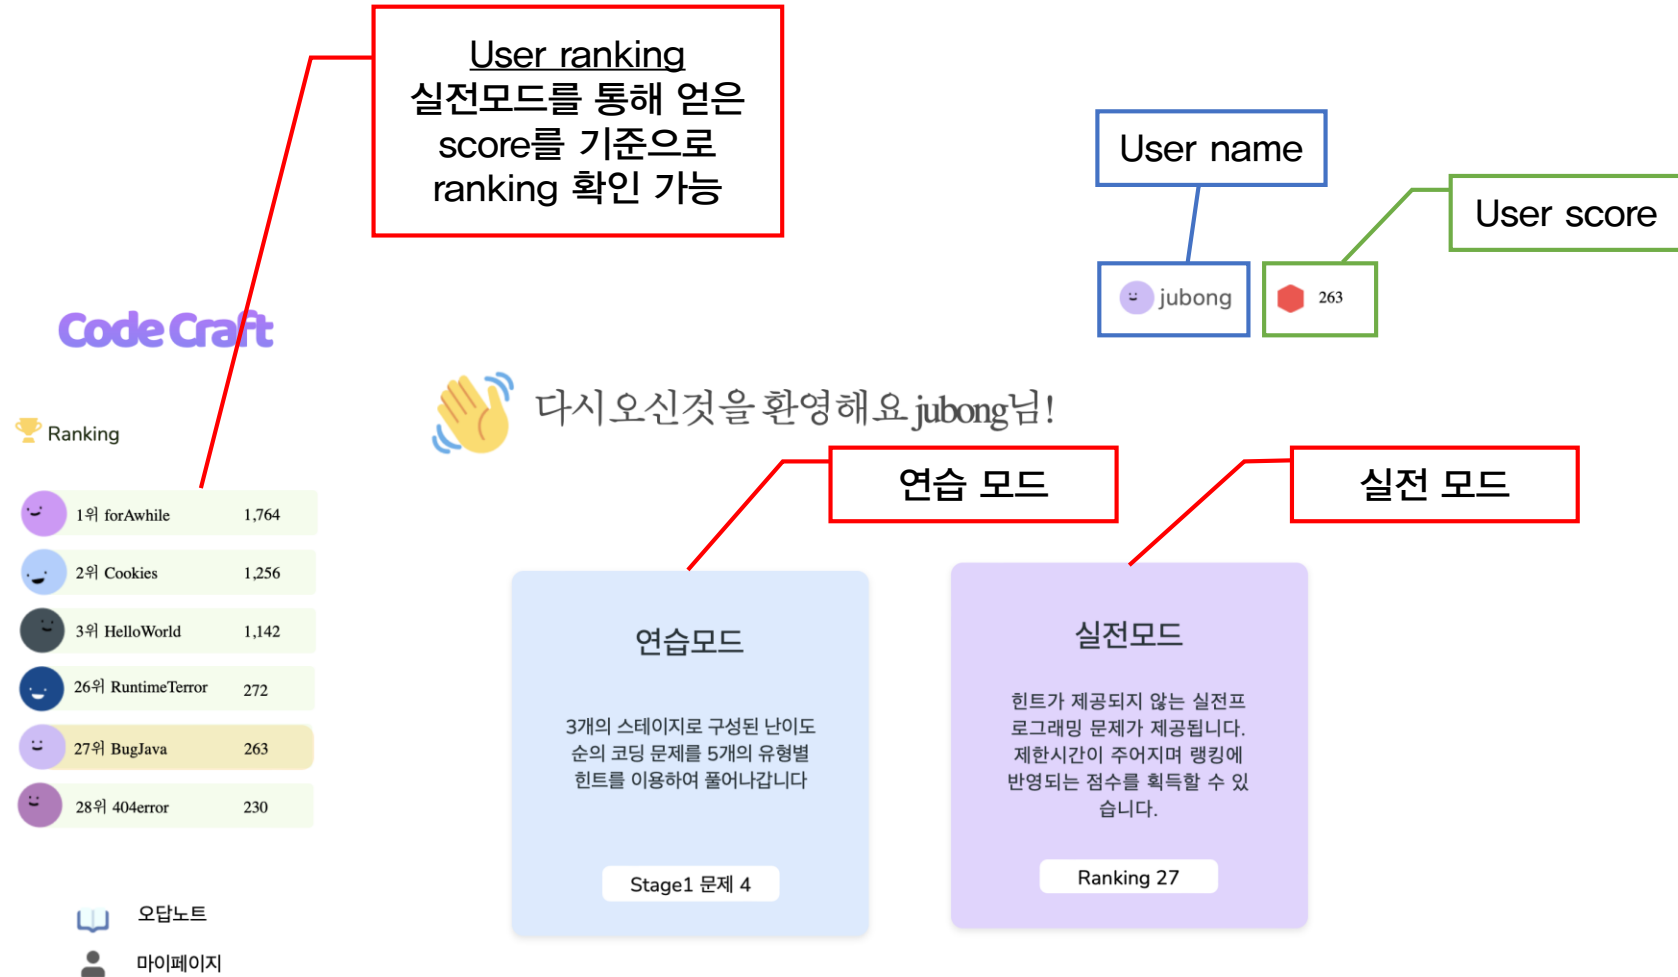 User ranking
실전모드를 통해 얻은
score를 기준으로
ranking 확인 가능
User name
User score
jubong
263
Code Craft
다시 오신것을 환영해요 jubong님!
Ranking
연습 모드
실전 모드
1위 forAwhile 1,764
2위 Cookies 1,256
3위 HelloWorld 1,142
26위 RuntimeTerror 272
27위 BugJava 263
28위 404error 230
연습모드
3개의 스테이지로 구성된 난이도
순의 코딩 문제를 5개의 유형별
힌트를 이용하여 풀어나갑니다
Stage1 문제 4
실전모드
힌트가 제공되지 않는 실전프
로그래밍 문제가 제공됩니다.
제한시간이 주어지며 랭킹에
반영되는 점수를 획득할 수 있
습니다.
Ranking 27
오답노트
마이페이지